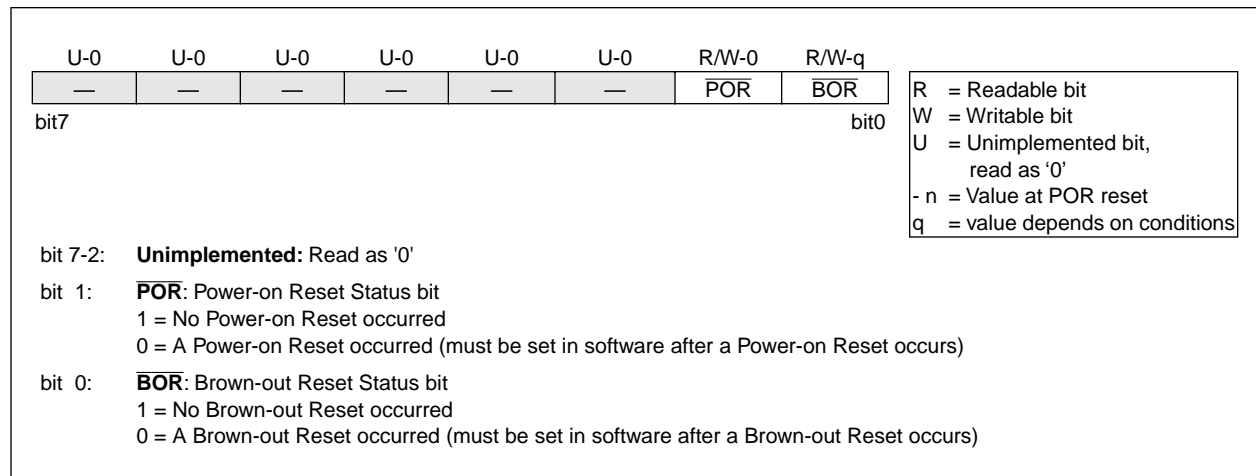 U-0 U-0 U-0 U-0 U-0 U-0 R/W-0 R/W-q
— — — — — — POR BOR
bit7 bit0
R = Readable bit
W = Writable bit
U = Unimplemented bit,
read as ‘0’
- n = Value at POR reset
q = value depends on conditions
bit 7-2: Unimplemented: Read as '0'
bit 1: POR: Power-on Reset Status bit
1 = No Power-on Reset occurred
0 = A Power-on Reset occurred (must be set in software after a Power-on Reset occurs)
bit 0: BOR: Brown-out Reset Status bit
1 = No Brown-out Reset occurred
0 = A Brown-out Reset occurred (must be set in software after a Brown-out Reset occurs)